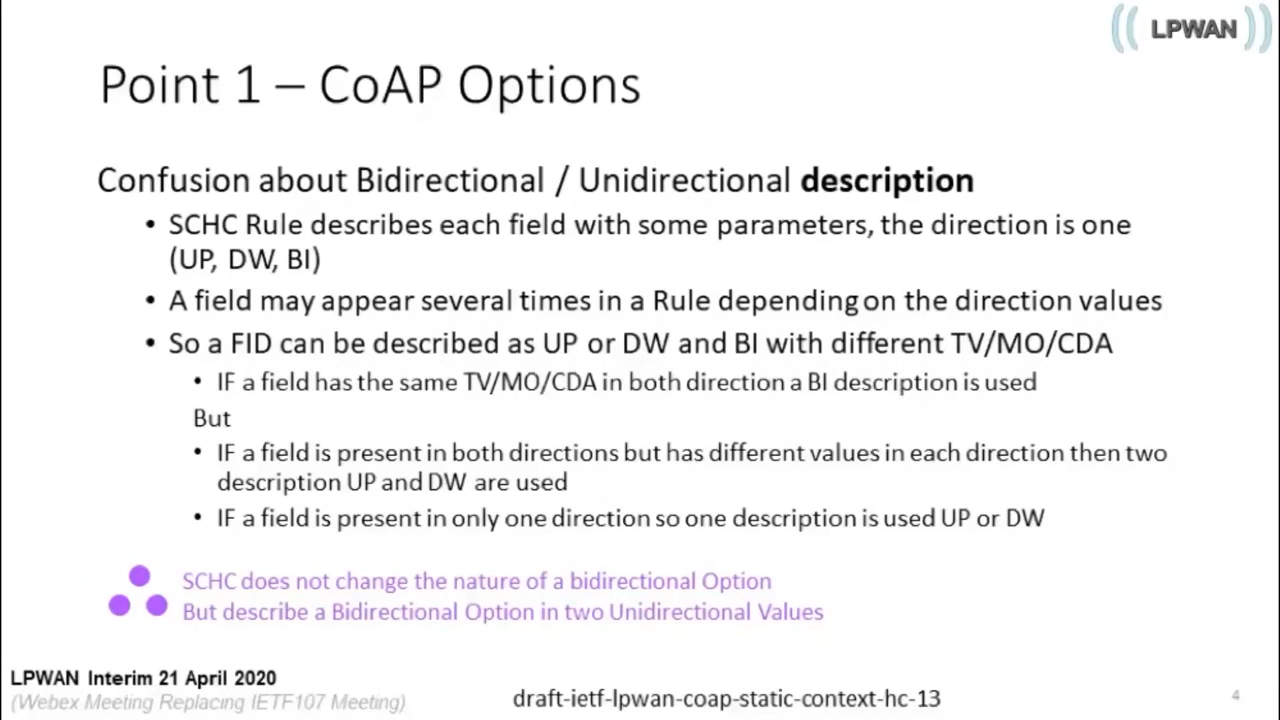 ((LPWAN))
Point 1 – CoAP Options
Confusion about Bidirectional / Unidirectional description
• SCHC Rule describes each field with some parameters, the direction is one
(UP, DW, BI)
• A field may appear several times in a Rule depending on the direction values
• So a FID can be described as UP or DW and BI with different TV/MO/CDA
• IF a field has the same TV/MO/CDA in both direction a BI description is used
But
• IF a field is present in both directions but has different values in each direction then two
description UP and DW are used
• IF a field is present in only one direction so one description is used UP or DW
SCHC does not change the nature of a bidirectional Option
But describe a Bidirectional Option in two Unidirectional Values
LPWAN Interim 21 April 2020
(Webex Meeting Replacing IETF107 Meeting)
draft-ietf-lpwan-coap-static-context-hc-13
4